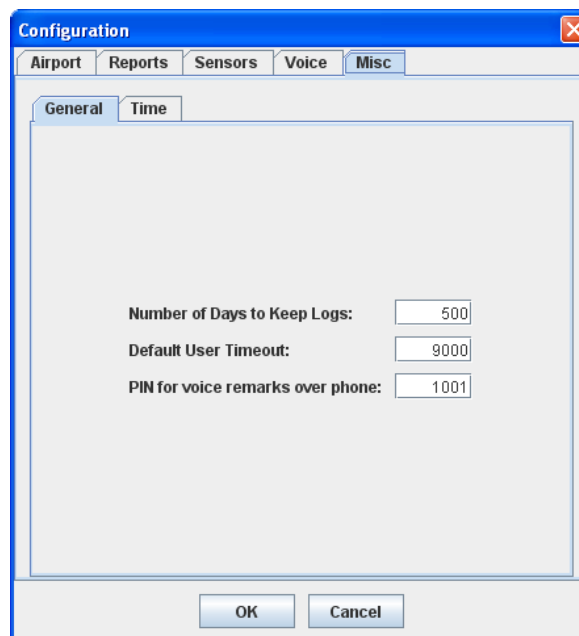 Configuration
Airport Reports Sensors Voice Misc
General Time
Number of Days to Keep Logs: 500
Default User Timeout: 9000
PIN for voice remarks over phone: 1001
OK Cancel